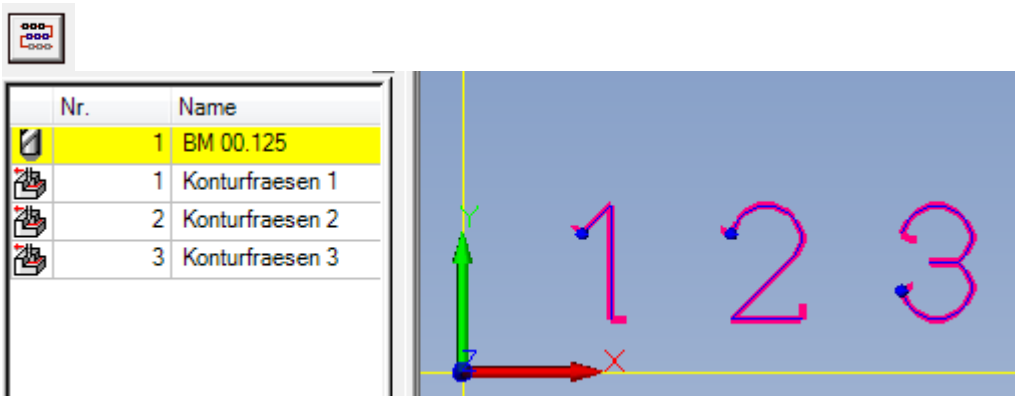 Nr. Name
1 BM 00.125
1 Konturfraesen 1
2 Konturfraesen 2
3 Konturfraesen 3
1 2 3
Y
Z X